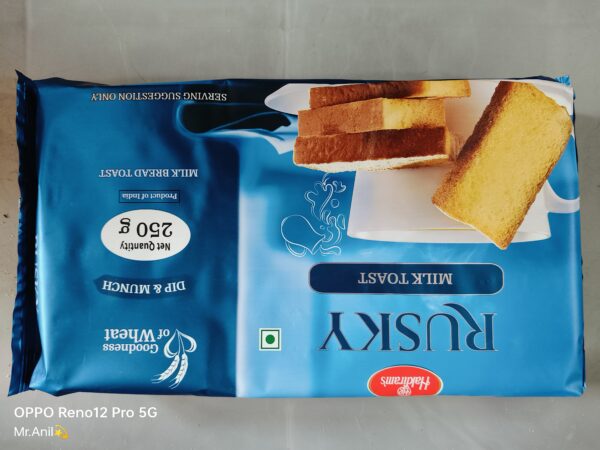 Haldiram's
RUSKY
MILK TOAST
Goodness
of Wheat
DIP & MUNCH
Net Quantity
250 g
Product of India
MILK BREAD TOAST
SERVING SUGGESTION ONLY
OPPO Reno12 Pro 5G
Mr.Anil💫